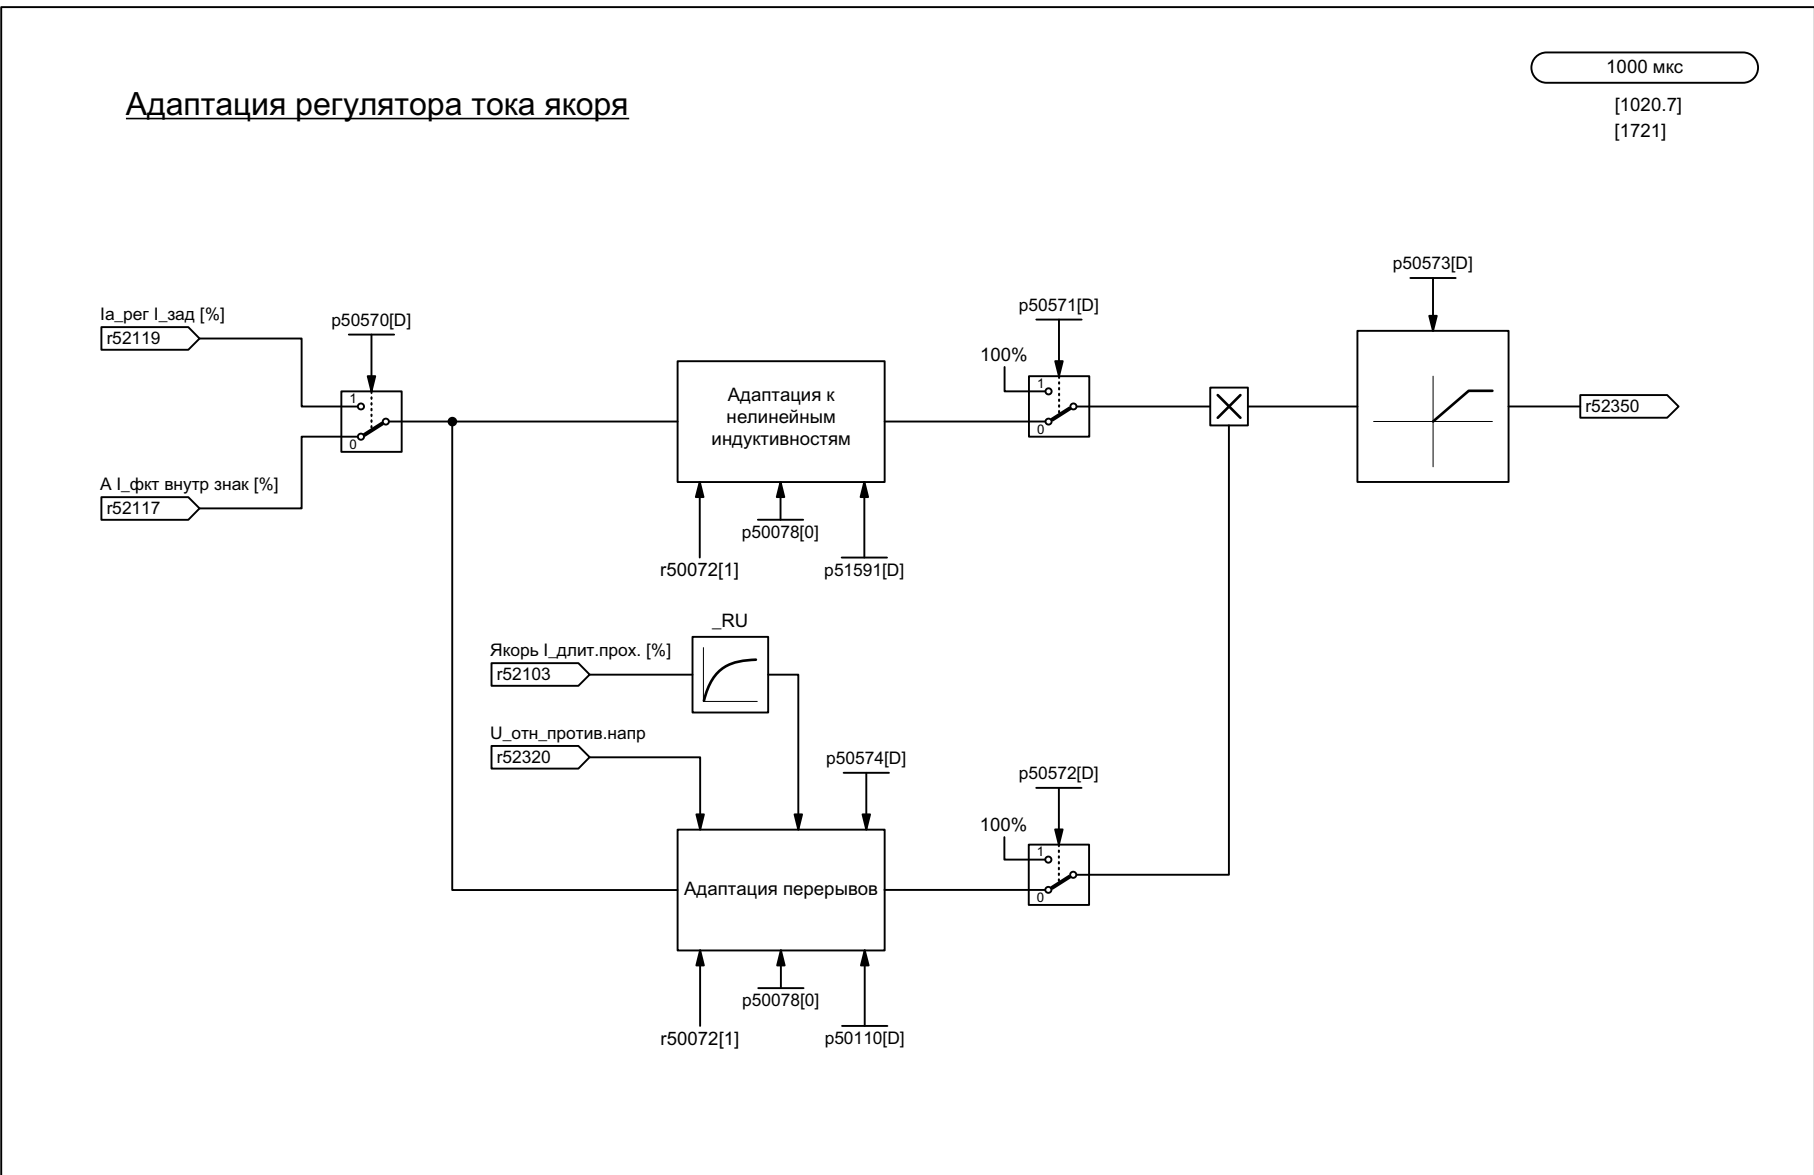 1000 мкс
[1020.7]
[1721]
Адаптация регулятора тока якоря
p50573[D]
p50571[D]
Ia_рег I_зад [%]
r52119
p50570[D]
100%
1
0
1
0
Адаптация к
нелинейным
индуктивностям
r52350
А I_фкт внутр знак [%]
r52117
p50078[0]
r50072[1]
p51591[D]
_RU
Якорь I_длит.прох. [%]
r52103
U_отн_против.напр
r52320
p50574[D]
p50572[D]
100%
1
0
Адаптация перерывов
p50078[0]
r50072[1]
p50110[D]